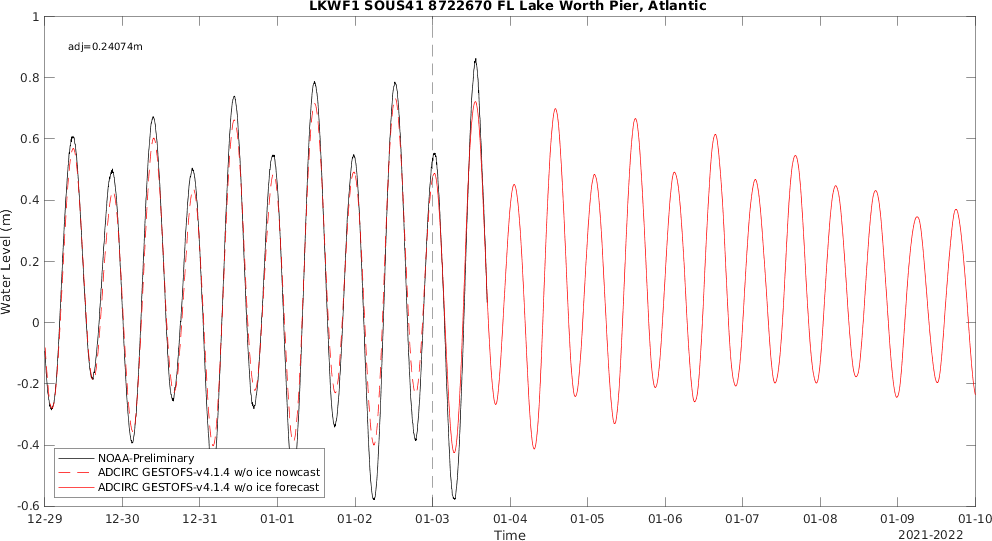 LKWF1 SOUS41 8722670 FL Lake Worth Pier, Atlantic
1
adj=0.24074m
0.8
0.6
0.4
0.2
0
-0.2
-0.4
-0.6
Water Level (m)
NOAA-Preliminary
ADCIRC GESTOFS-v4.1.4 w/o ice nowcast
ADCIRC GESTOFS-v4.1.4 w/o ice forecast
12-29 12-30 12-31 01-01 01-02 01-03 01-04 01-05 01-06 01-07 01-08 01-09 01-10
Time
2021-2022